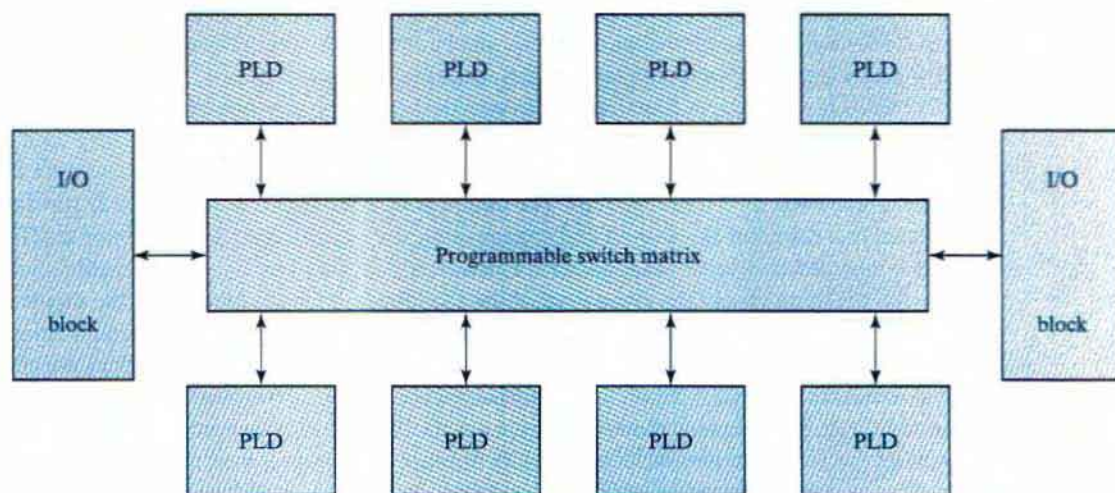 PLD PLD PLD PLD
I/O I/O
Programmable switch matrix
block block
PLD PLD PLD PLD